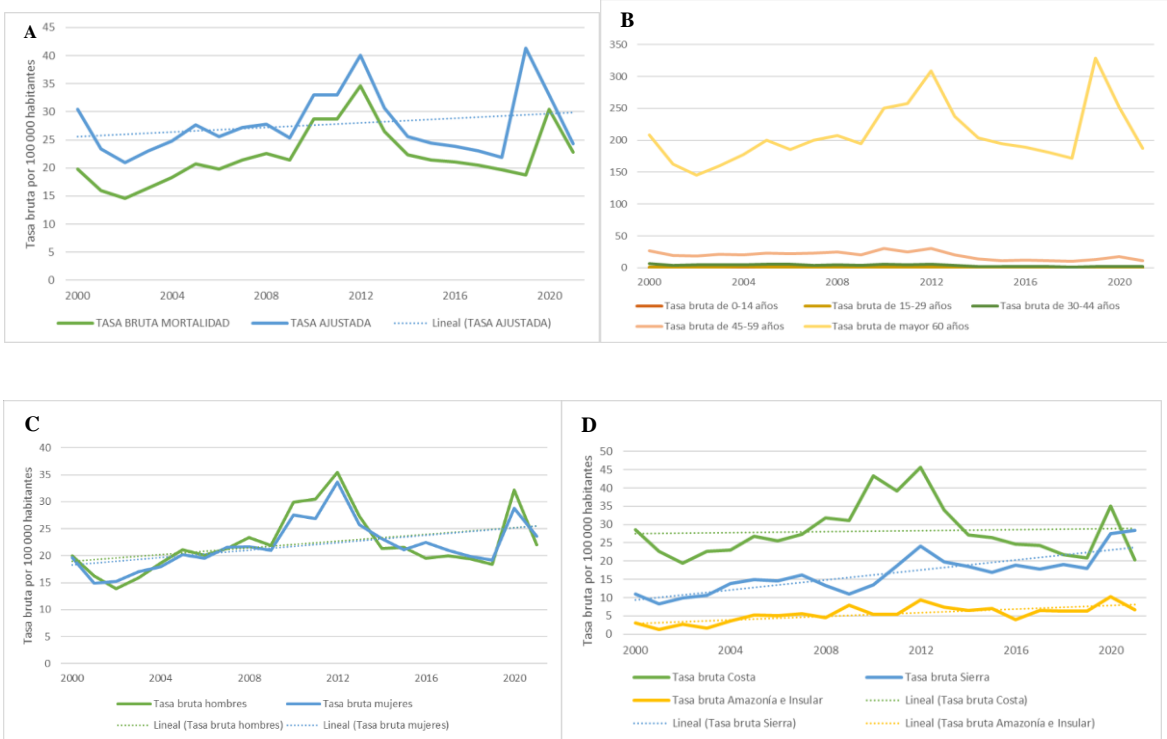 A
Tasa bruta por 100 000 habitantes
45
40
35
30
25
20
15
10
5
0
2000 2004 2008 2012 2016 2020
TASA BRUTA MORTALIDAD TASA AJUSTADA Lineal (TASA AJUSTADA)
B
350
300
250
200
150
100
50
0
2000 2004 2008 2012 2016 2020
Tasa bruta de 0-14 años Tasa bruta de 15-29 años Tasa bruta de 30-44 años
Tasa bruta de 45-59 años Tasa bruta de mayor 60 años
C
Tasa bruta por 100 000 habitantes
40
35
30
25
20
15
10
5
0
2000 2004 2008 2012 2016 2020
Tasa bruta hombres Tasa bruta mujeres
Lineal (Tasa bruta hombres) Lineal (Tasa bruta mujeres)
D
Tasa bruta por 100 000 habitantes
50
45
40
35
30
25
20
15
10
5
0
2000 2004 2008 2012 2016 2020
Tasa bruta Costa Tasa bruta Sierra
Tasa bruta Amazonía e Insular Lineal (Tasa bruta Costa)
Lineal (Tasa bruta Sierra) Lineal (Tasa bruta Amazonía e Insular)